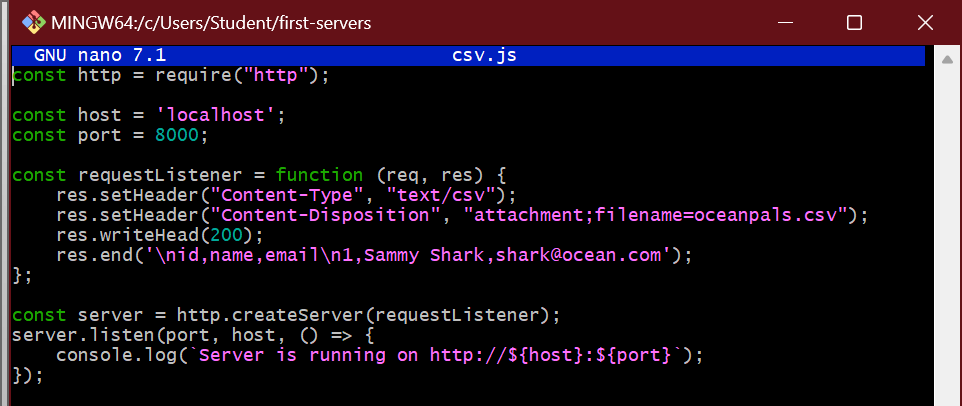 MINGW64:/c/Users/Student/first-servers
GNU nano 7.1 csv.js
const http = require("http");
const host = 'localhost';
const port = 8000;
const requestListener = function (req, res) {
    res.setHeader("Content-Type", "text/csv");
    res.setHeader("Content-Disposition", "attachment;filename=oceanpals.csv");
    res.writeHead(200);
    res.end('\nid,name,email\n1,Sammy Shark,shark@ocean.com');
};
const server = http.createServer(requestListener);
server.listen(port, host, () => {
    console.log(`Server is running on http://${host}:${port}`);
});